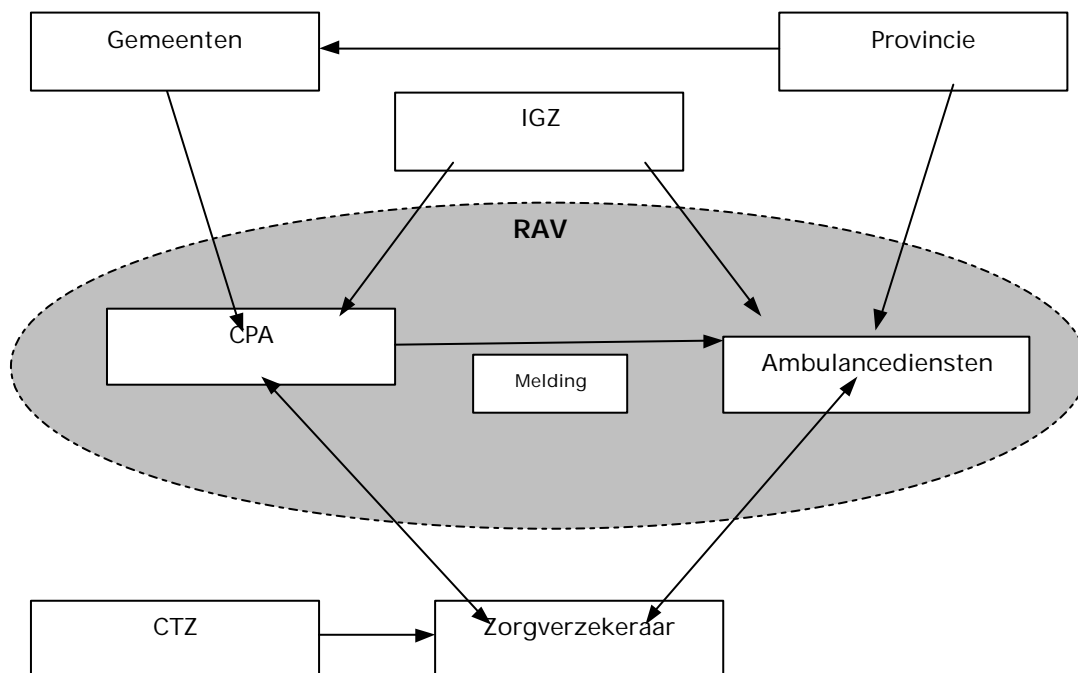 Gemeenten
Provincie
IGZ
RAV
CPA
Melding
Ambulancediensten
CTZ
Zorgverzekeraar